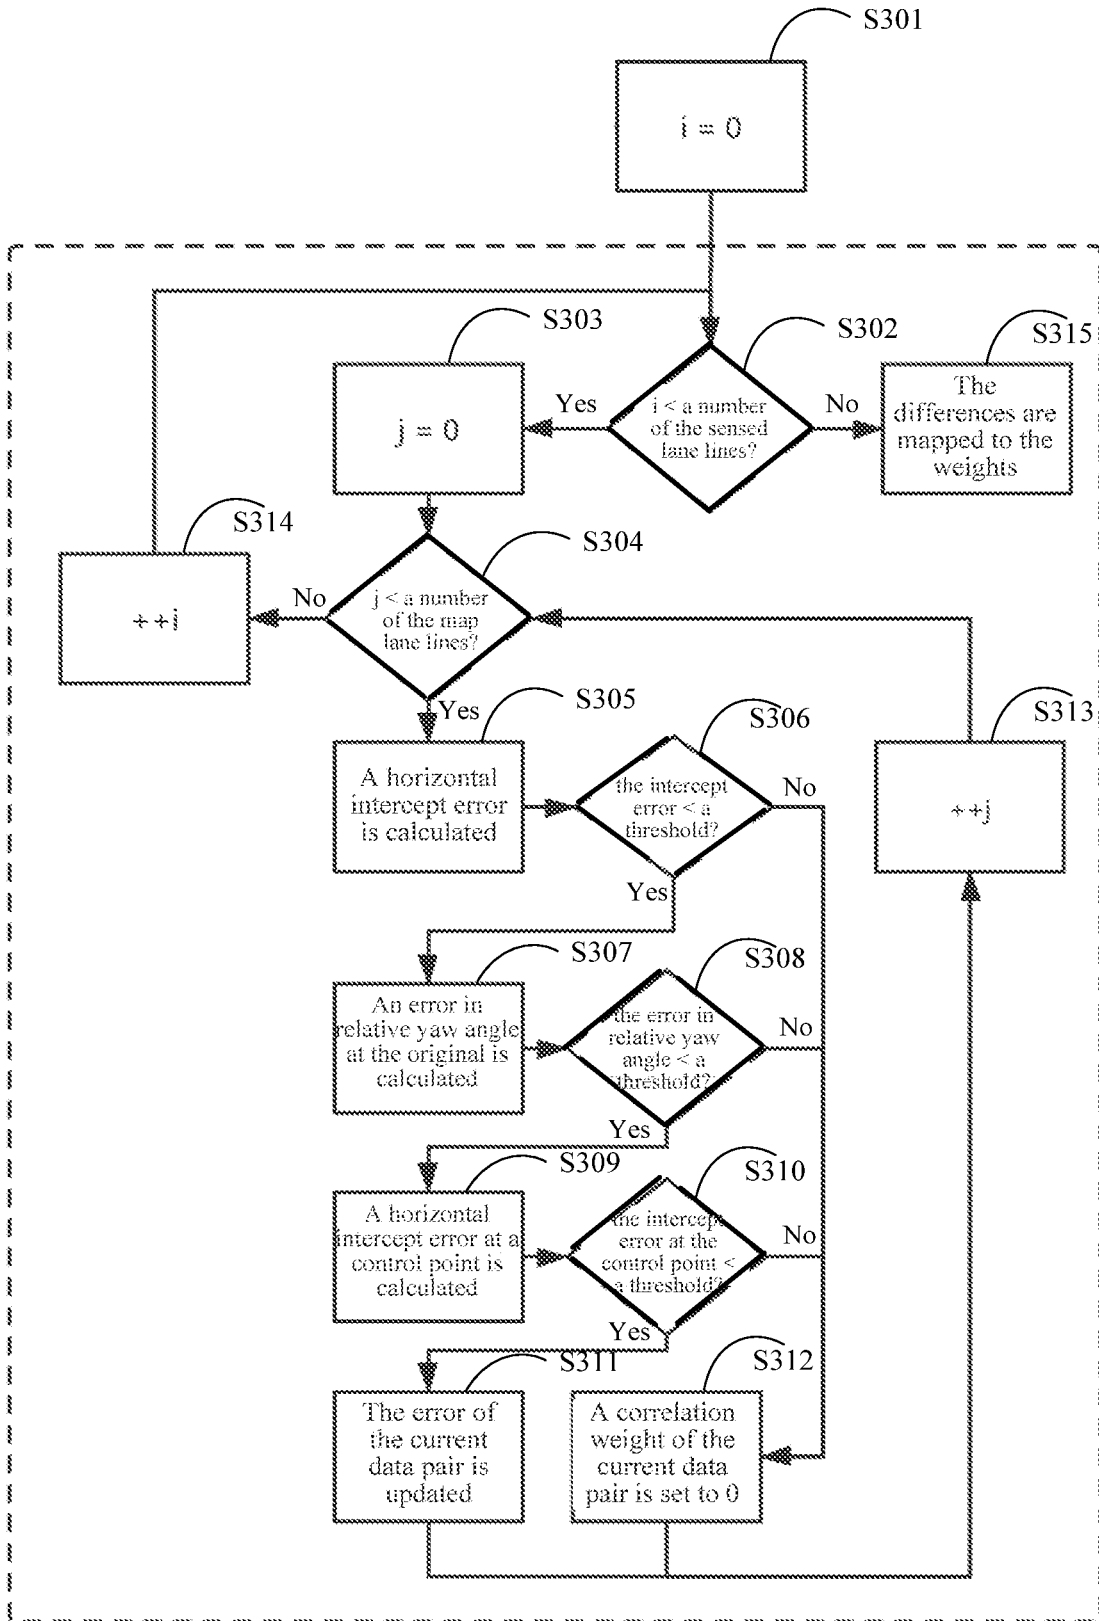 S301
i = 0
S303
S302
S315
j = 0
Yes
i < a number
of the sensed
lane lines?
No
The
differences are
mapped to the
weights
S314
S304
++i
No
j < a number
of the map
lane lines?
Yes
S305
S306
S313
A horizontal
intercept error
is calculated
the intercept
error < a
threshold?
No
++j
Yes
S307
S308
An error in
relative yaw angle
at the original is
calculated
the error in
relative yaw
angle < a
threshold?
No
Yes
S309
S310
A horizontal
intercept error at a
control point is
calculated
the intercept
error at the
control point <
a threshold?
No
Yes
S311
S312
The error of
the current
data pair is
updated
A correlation
weight of the
current data
pair is set to 0